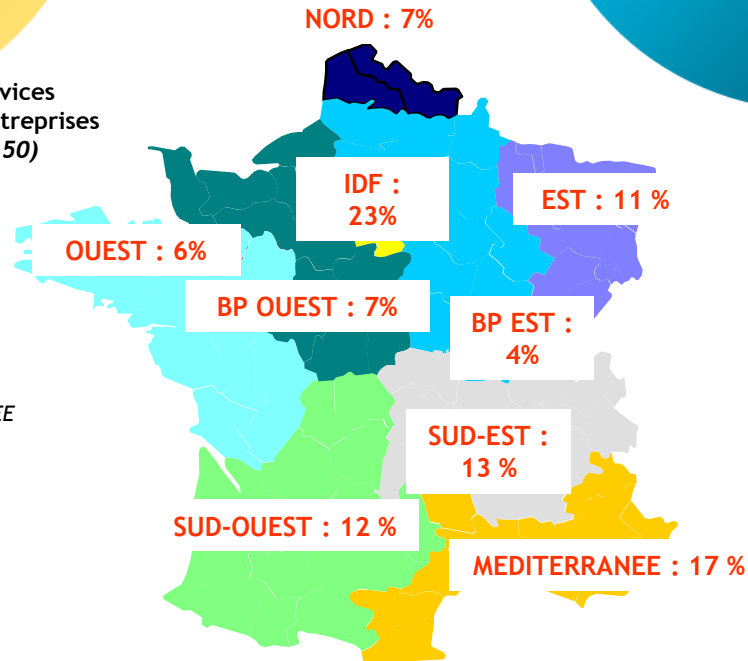 NORD : 7%
vices
treprises
50)
IDF :
23%
EST : 11 %
OUEST : 6%
BP OUEST : 7%
BP EST :
4%
EE
SUD-EST :
13 %
SUD-OUEST : 12 %
MEDITERRANEE : 17 %